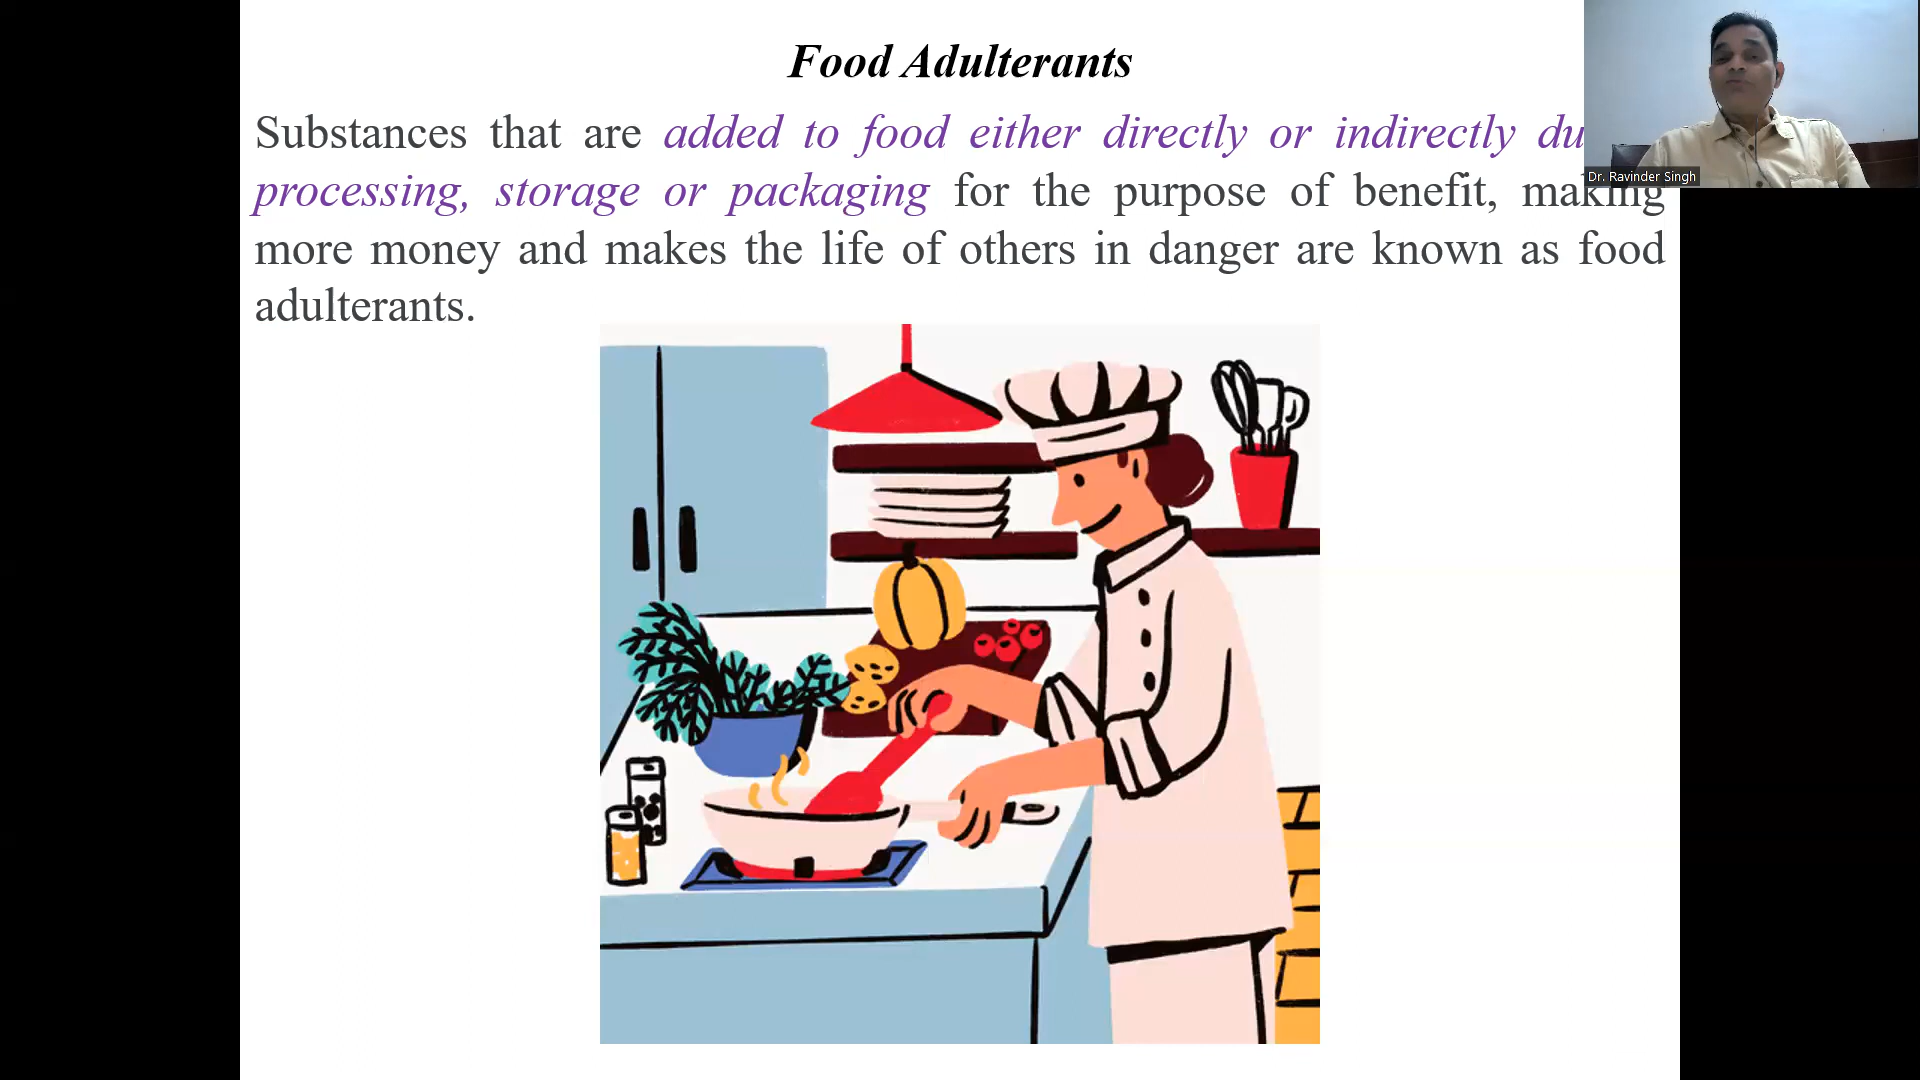 Food Adulterants
Substances that are added to food either directly or indirectly
processing, storage or packaging for the purpose of benefit, making
more money and makes the life of others in danger are known as food
adulterants.
Dr. Ravinder Singh